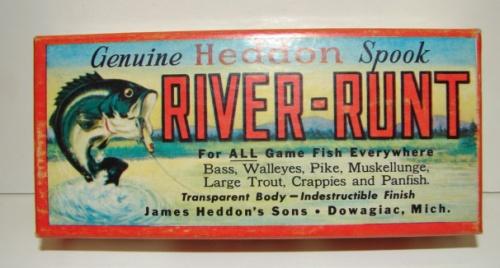 Genuine Heddon Spook
RIVER-RUNT
For ALL Game Fish Everywhere
Bass, Walleyes, Pike, Muskellunge,
Large Trout, Crappies and Panfish.
Transparent Body — Indestructible Finish
James Heddon's Sons • Dowagiac, Mich.